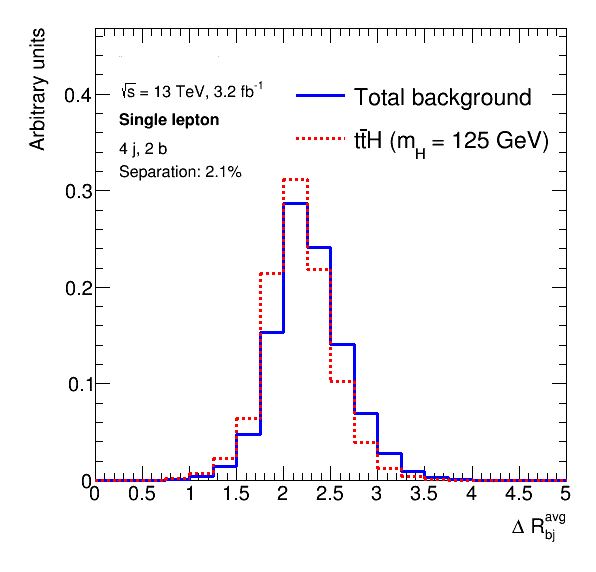 Arbitrary units
0.4
0.3
0.2
0.1
0
√s = 13 TeV, 3.2 fb⁻¹
Single lepton
4 j, 2 b
Separation: 2.1%
Total background
tt̄H (m_H = 125 GeV)
0 0.5 1 1.5 2 2.5 3 3.5 4 4.5 5
Δ R_bj^avg